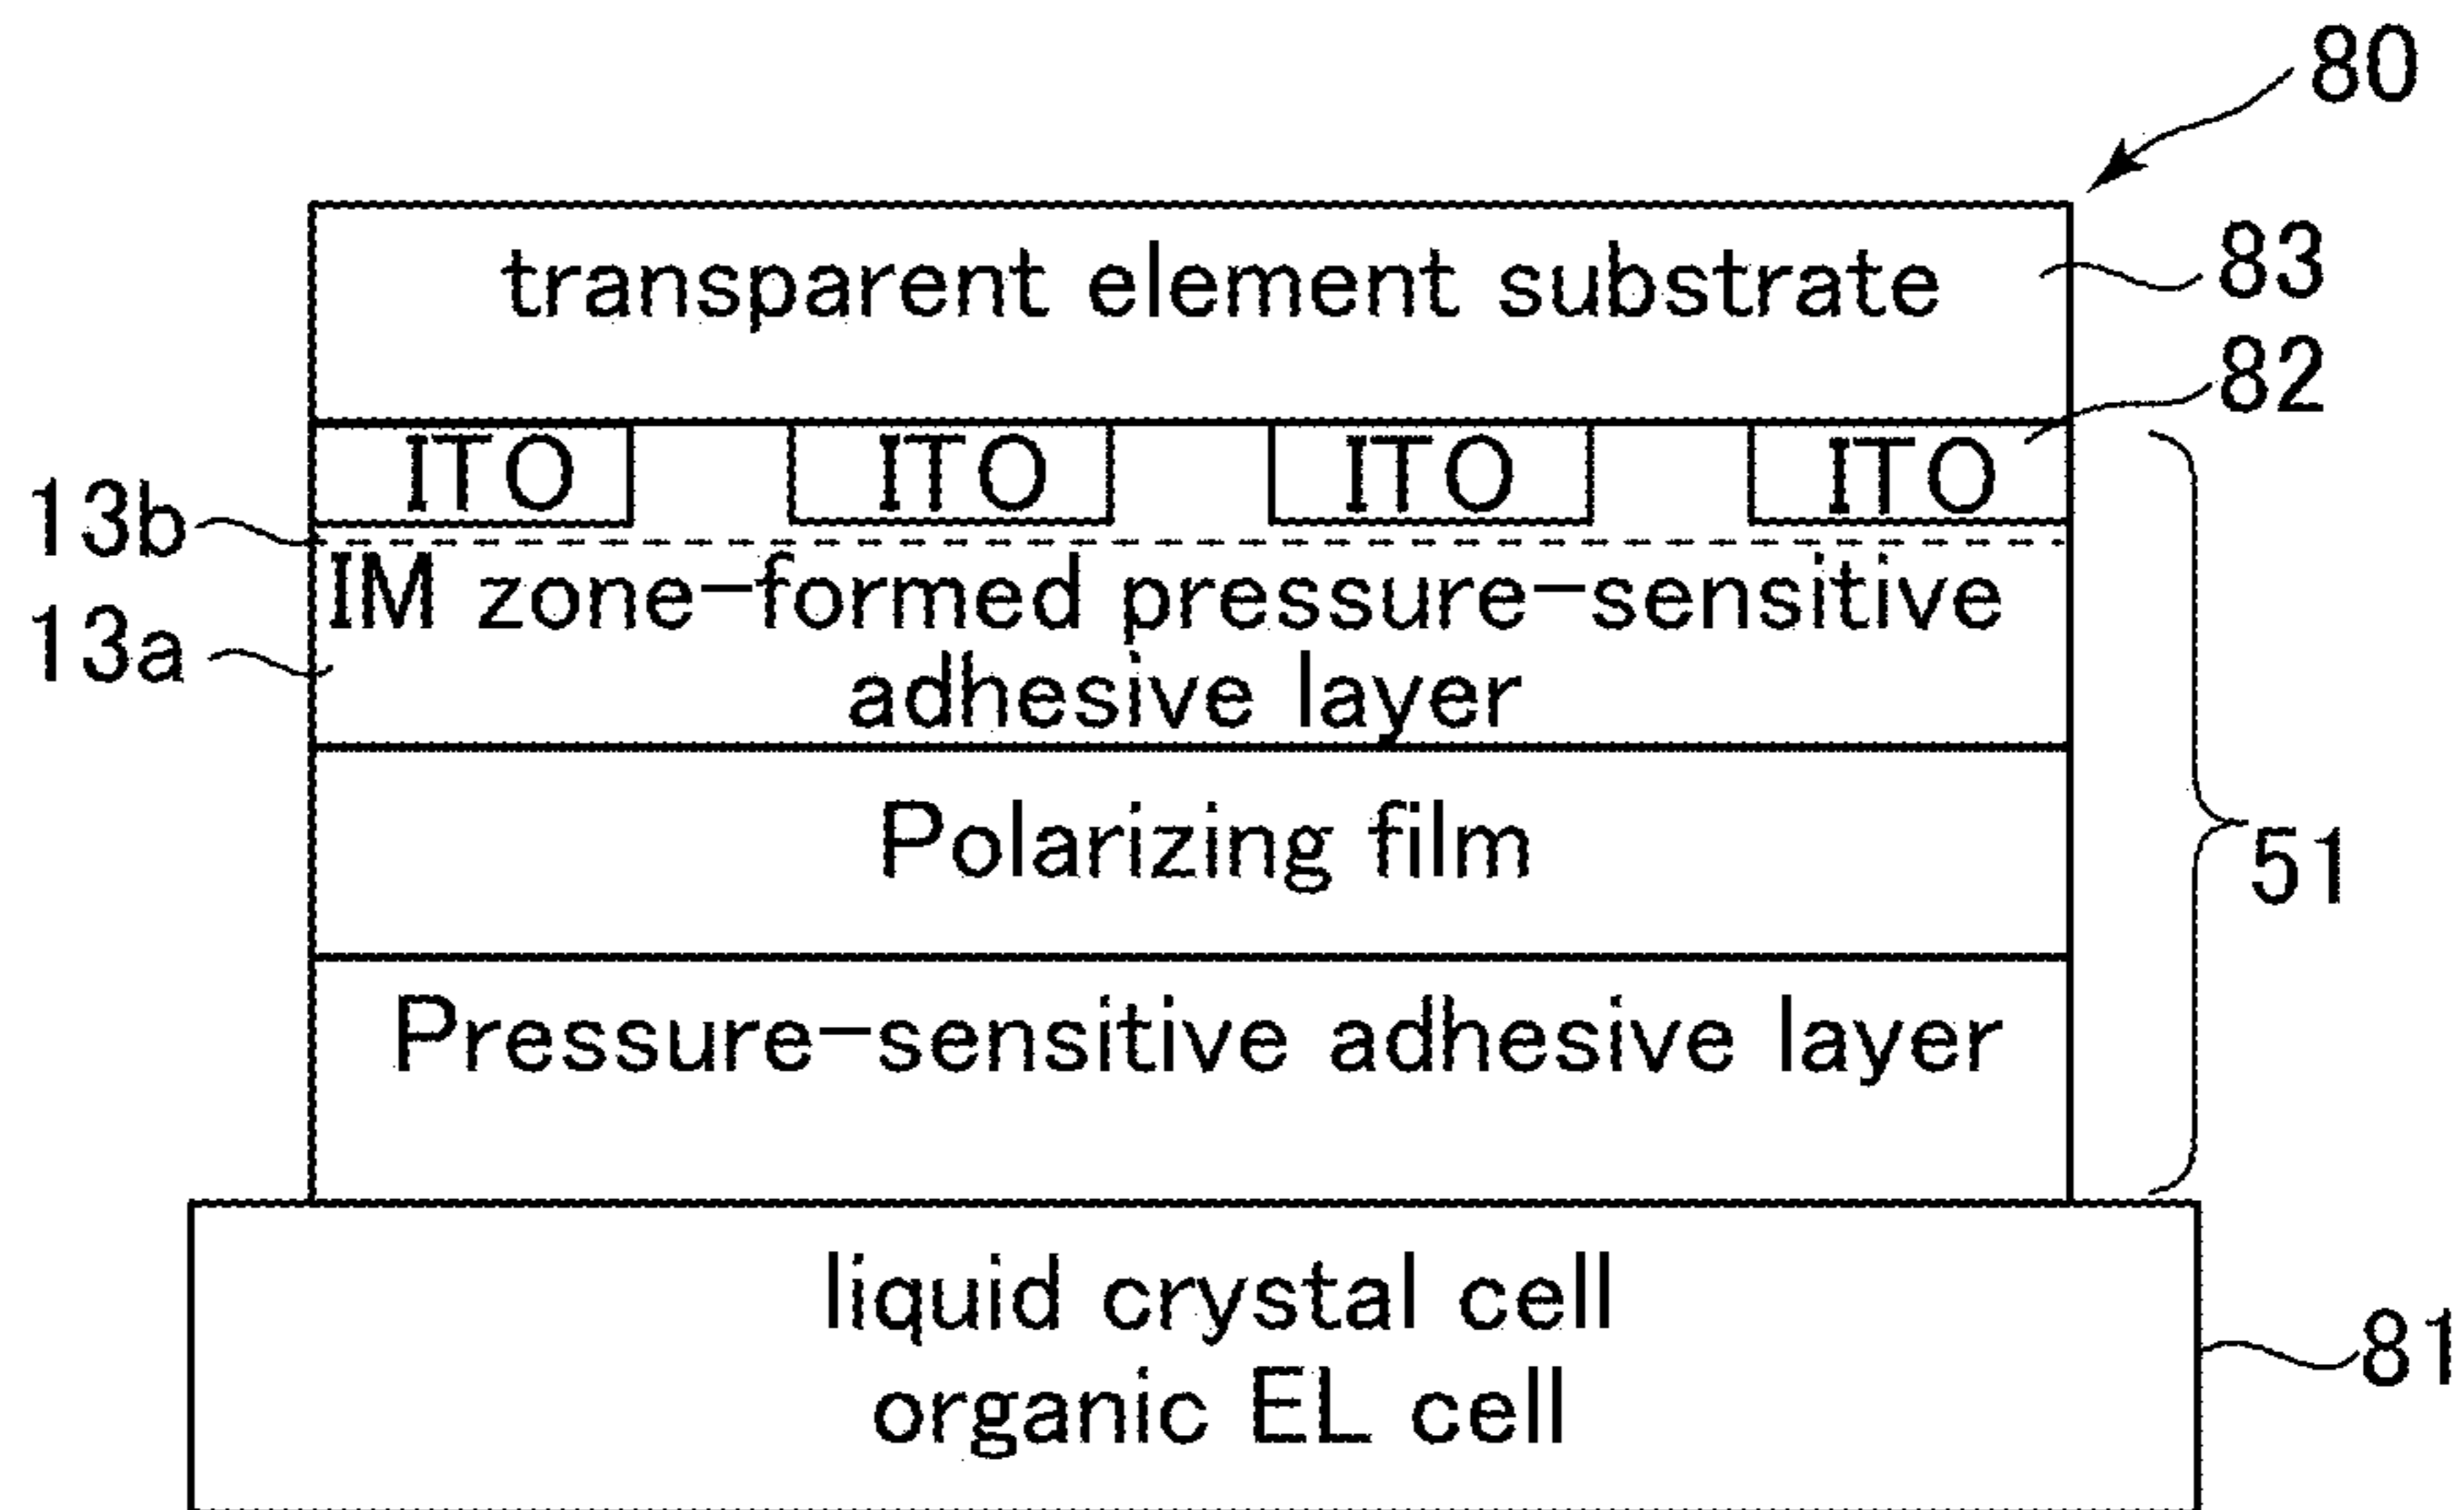 80
transparent element substrate
83
82
ITO ITO ITO ITO
13b
IM zone-formed pressure-sensitive
13a
adhesive layer
Polarizing film
51
Pressure-sensitive adhesive layer
liquid crystal cell
81
organic EL cell